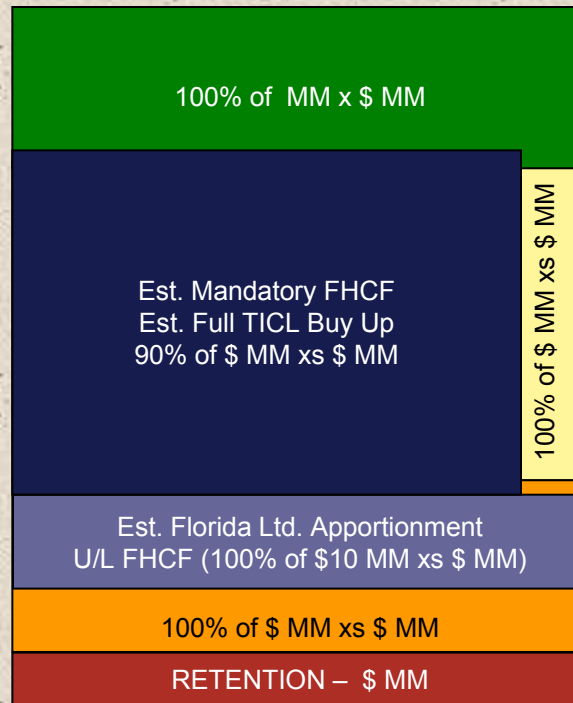 100% of MM x $ MM
Est. Mandatory FHCF
Est. Full TICL Buy Up
90% of $ MM xs $ MM
100% of $ MM xs $ MM
Est. Florida Ltd. Apportionment
U/L FHCF (100% of $10 MM xs $ MM)
100% of $ MM xs $ MM
RETENTION – $ MM